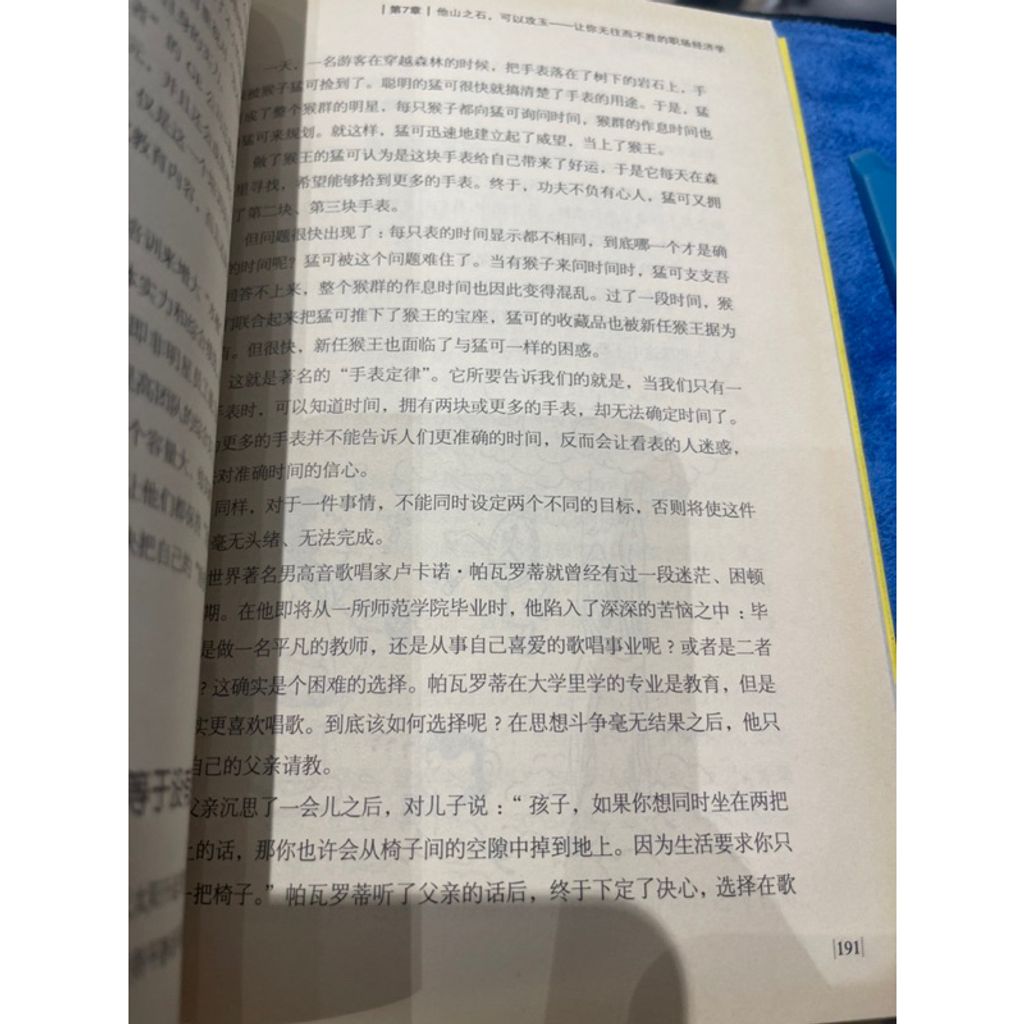 第7章 | 他山之石，可以攻玉——让你无往而不胜的职场经济学
一天，一名游客在穿越森林的时候，把手表落在了树下的岩石上，手
被猴子猛可捡到了。聪明的猛可很快就搞清楚了手表的用途。于是，猛
成了整个猴群的明星，每只猴子都向猛可询问时间，猴群的作息时间也
猛可来规划。就这样，猛可迅速地建立起了威望，当上了猴王。
做了猴王的猛可认为是这块手表给自己带来了好运，于是它每天在森
里寻找，希望能够拾到更多的手表。终于，功夫不负有心人，猛可又拥
了第二块、第三块手表。
但问题很快出现了：每只表的时间显示都不相同，到底哪一个才是确
的时间呢？猛可被这个问题难住了。当有猴子来问时间时，猛可支支吾
回答不上来，整个猴群的作息时间也因此变得混乱。过了一段时间，猴
们联合起来把猛可推下了猴王的宝座，猛可的收藏品也被新任猴王据为
有。但很快，新任猴王也面临了与猛可一样的困惑。
这就是著名的“手表定律”。它所要告诉我们的就是，当我们只有一
手表时，可以知道时间，拥有两块或更多的手表，却无法确定时间了。
更多的手表并不能告诉人们更准确的时间，反而会让看表的人迷惑，
对准确时间的信心。
同样，对于一件事情，不能同时设定两个不同的目标，否则将使这件
毫无头绪、无法完成。
世界著名男高音歌唱家卢卡诺·帕瓦罗蒂就曾经有过一段迷茫、困顿
期。在他即将从一所师范学院毕业时，他陷入了深深的苦恼之中：毕
是做一名平凡的教师，还是从事自己喜爱的歌唱事业呢？或者是二者
？这确实是个困难的选择。帕瓦罗蒂在大学里学的专业是教育，但是
实更喜欢唱歌。到底该如何选择呢？在思想斗争毫无结果之后，他只
自己的父亲请教。
父亲沉思了一会儿之后，对儿子说：“孩子，如果你想同时坐在两把
上的话，那你也许会从椅子间的空隙中掉到地上。因为生活要求你只
一把椅子。”帕瓦罗蒂听了父亲的话后，终于下定了决心，选择在歌
191